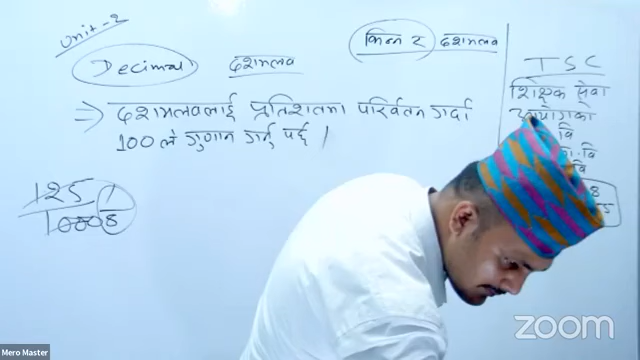 Unit-2
Decimal दशमलव
भिन्न र दशमलव
=> दशमलवलाई प्रतिशतमा परिवर्तन गर्दा
100 ले गुणन गर्नु पर्छ ।
125 1
1000 8
TSC
शिक्षक सेवा
आयोगका
वि
वि
वि
8
zoom
Mero Master